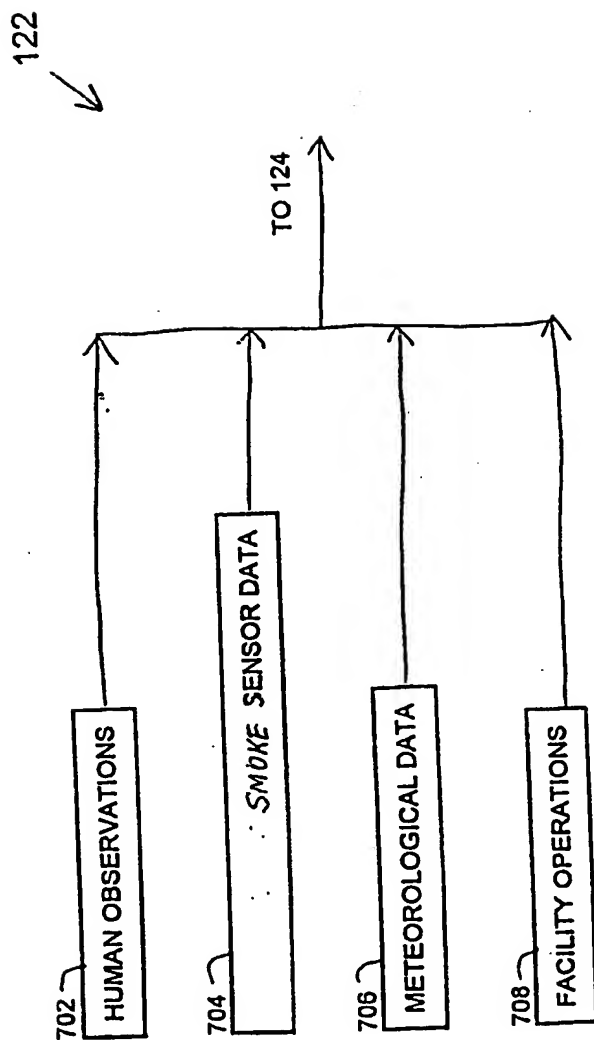 122
TO 124
702
HUMAN OBSERVATIONS
704
SMOKE SENSOR DATA
706
METEOROLOGICAL DATA
708
FACILITY OPERATIONS